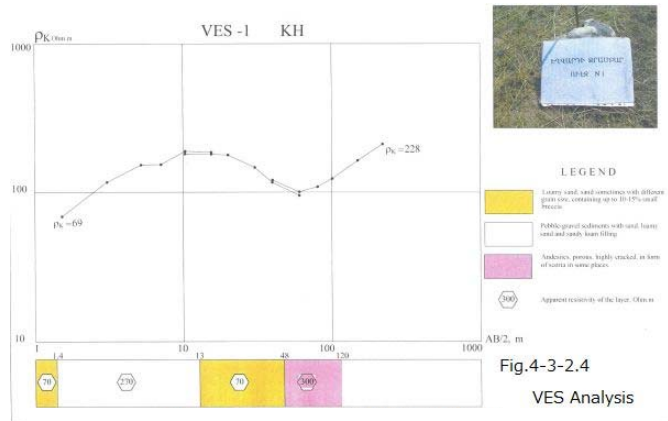 VES -1 KH
ρK Ohm m
1000
100
10
ρK=69
ρK=228
1 10 100 1000
AB/2, m
1,4 13 48 120
70 270 70 300
LEGEND
Loamy sand, sand sometimes with different
grain size, containing up to 10-15% small
Pebble-gravel sediments with sand, loamy
sand and sandy loam filling
Andesites, porous, highly cracked, in form
of scoria in some places
300 Apparent resistivity of the layer, Ohm.m
Fig.4-3-2.4
VES Analysis